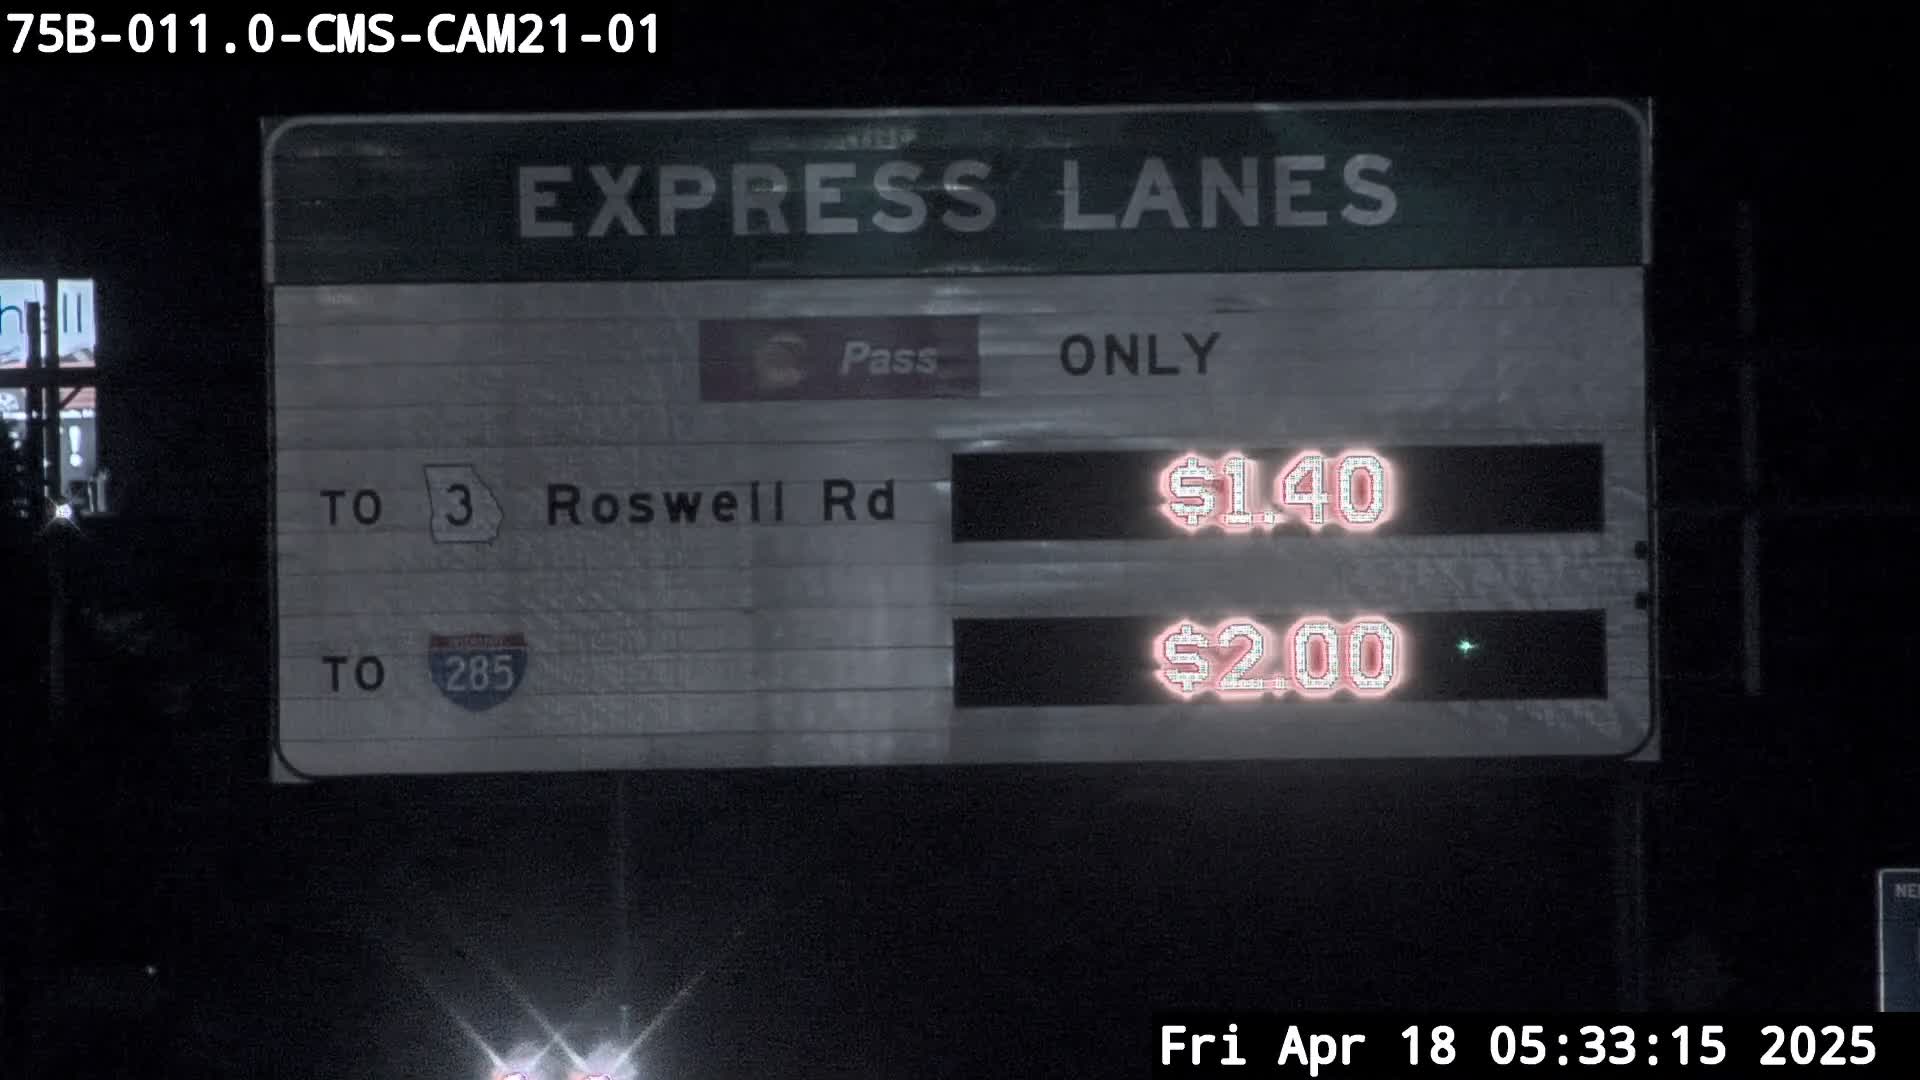 75B-011.0-CMS-CAM21-01
EXPRESS LANES
Pass ONLY
TO 3 Roswell Rd $1.40
TO 285 $2.00
Fri Apr 18 05:33:15 2025